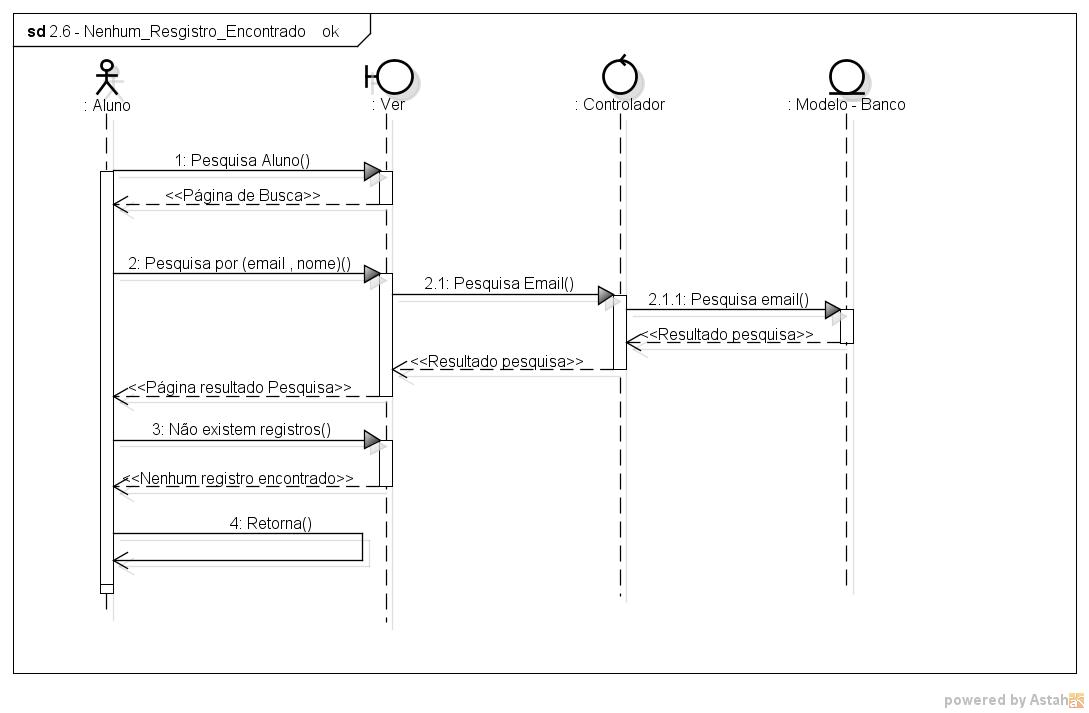 sd 2.6 - Nenhum_Resgistro_Encontrado ok
: Aluno
: Ver
: Controlador
: Modelo - Banco
1: Pesquisa Aluno()
<<Página de Busca>>
2: Pesquisa por (email , nome)()
2.1: Pesquisa Email()
2.1.1: Pesquisa email()
<<Resultado pesquisa>>
<<Resultado pesquisa>>
<<Página resultado Pesquisa>>
3: Não existem registros()
<<Nenhum registro encontrado>>
4: Retorna()
powered by Astah